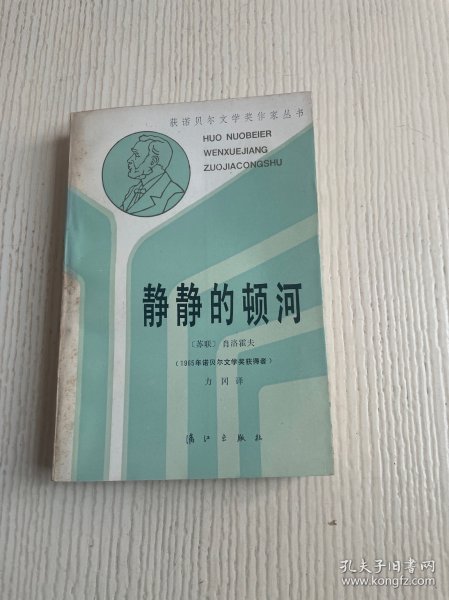 获诺贝尔文学奖作家丛书
HUO NUOBEIER
WENXUEJIANG
ZUOJIACONGSHU
静静的顿河
〔苏联〕肖洛霍夫
(1965年诺贝尔文学奖获得者)
力冈译
漓江出版社
孔夫子旧书网
www.kongfz.com